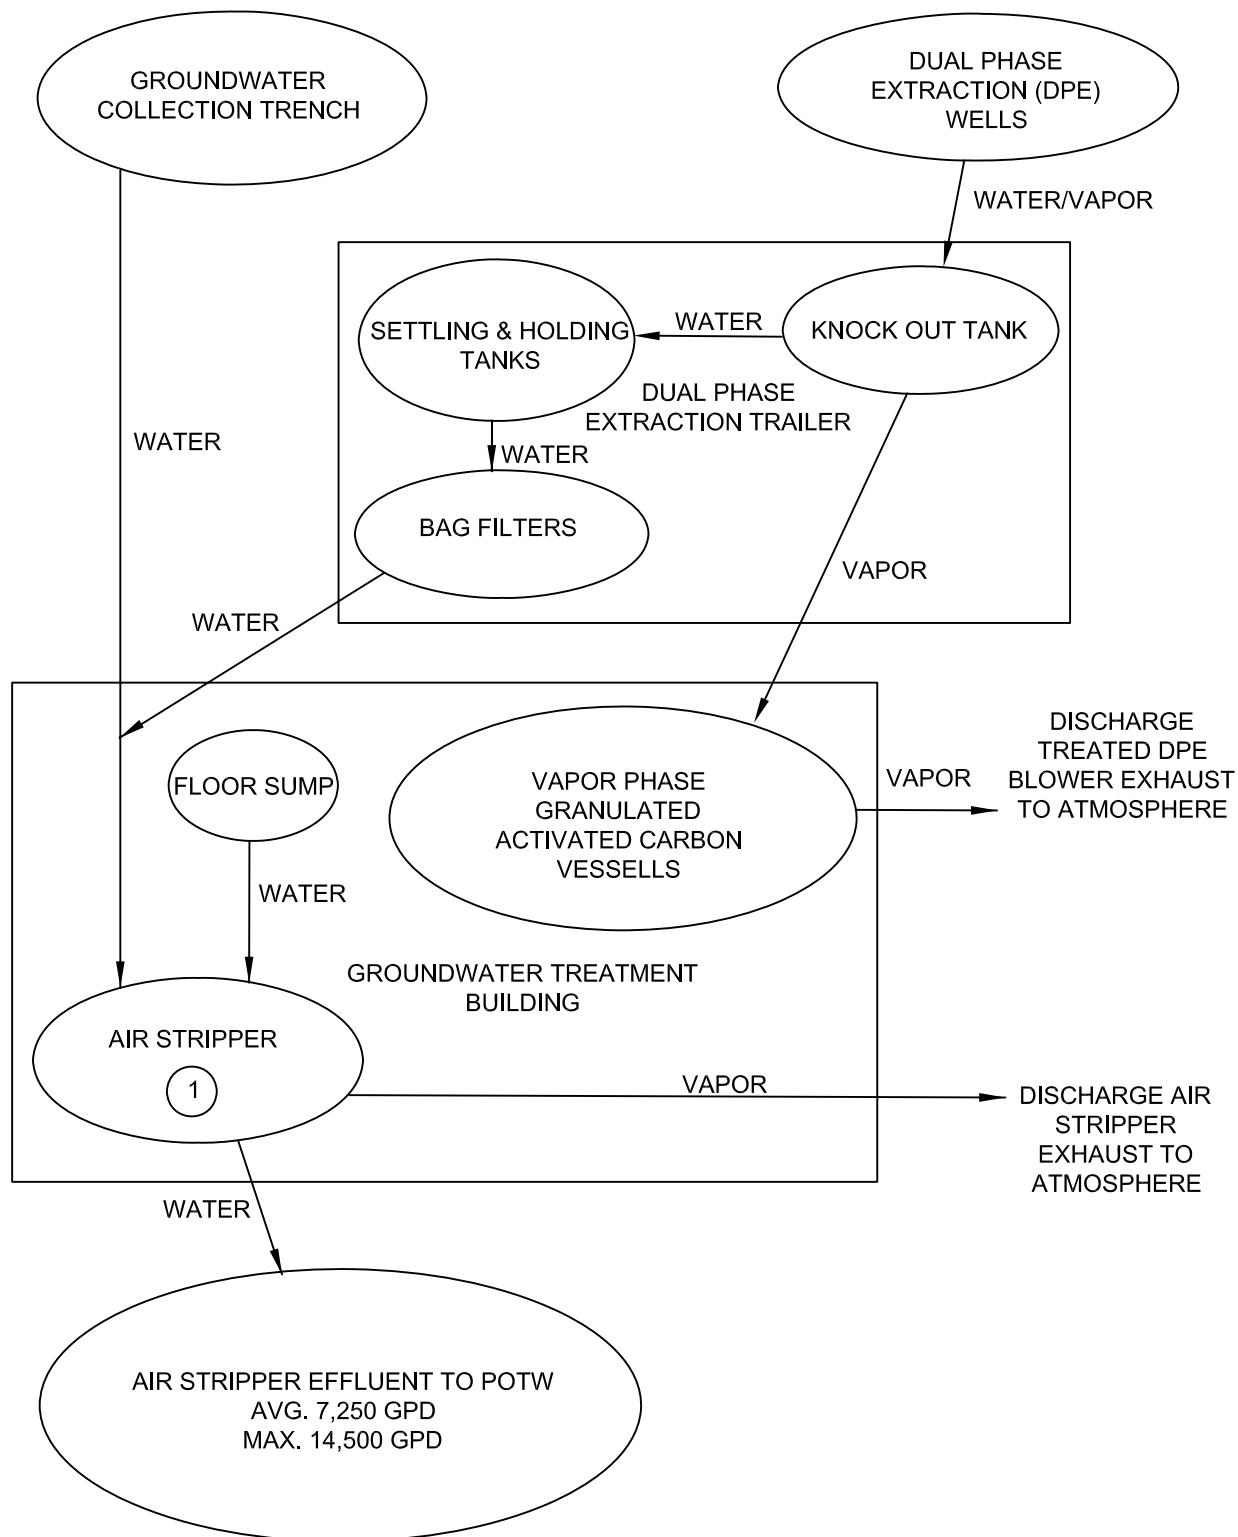 GROUNDWATER
COLLECTION TRENCH
DUAL PHASE
EXTRACTION (DPE)
WELLS
WATER/VAPOR
SETTLING & HOLDING
TANKS
WATER
KNOCK OUT TANK
DUAL PHASE
EXTRACTION TRAILER
WATER
WATER
BAG FILTERS
VAPOR
WATER
FLOOR SUMP
VAPOR PHASE
GRANULATED
ACTIVATED CARBON
VESSELLS
VAPOR
DISCHARGE
TREATED DPE
BLOWER EXHAUST
TO ATMOSPHERE
WATER
GROUNDWATER TREATMENT
BUILDING
AIR STRIPPER
1
VAPOR
DISCHARGE AIR
STRIPPER
EXHAUST TO
ATMOSPHERE
WATER
AIR STRIPPER EFFLUENT TO POTW
AVG. 7,250 GPD
MAX. 14,500 GPD